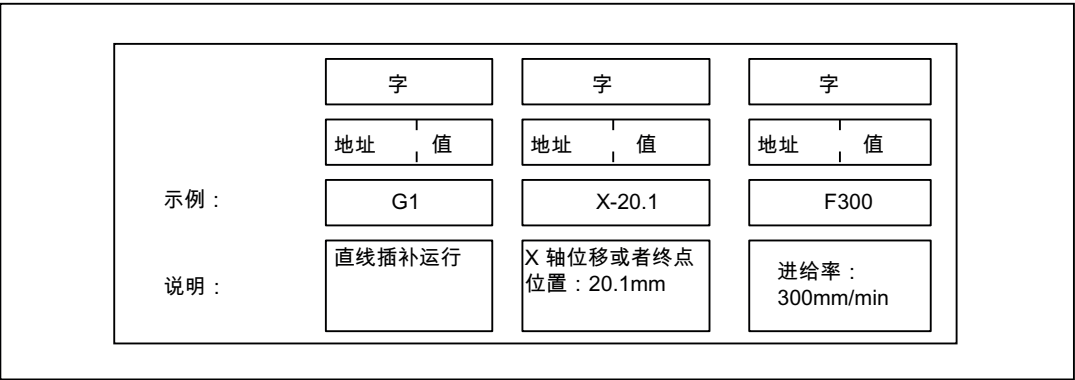 字 字 字
地址 值 地址 值 地址 值
示例： G1 X-20.1 F300
说明： 直线插补运行 X 轴位移或者终点
位置：20.1mm 进给率：
300mm/min